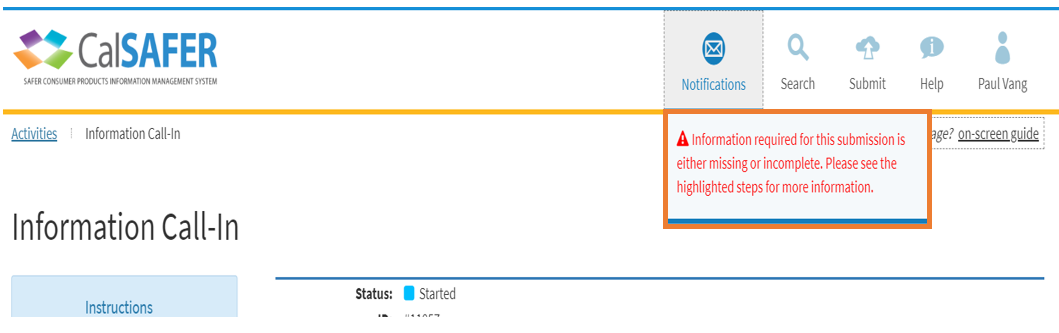 CalSAFER
SAFER CONSUMER PRODUCTS INFORMATION MANAGEMENT SYSTEM
Notifications
Search
Submit
Help
Paul Vang
Activities
Information Call-In
age? on-screen guide
Information required for this submission is
either missing or incomplete. Please see the
highlighted steps for more information.
Information Call-In
Instructions
Status: Started